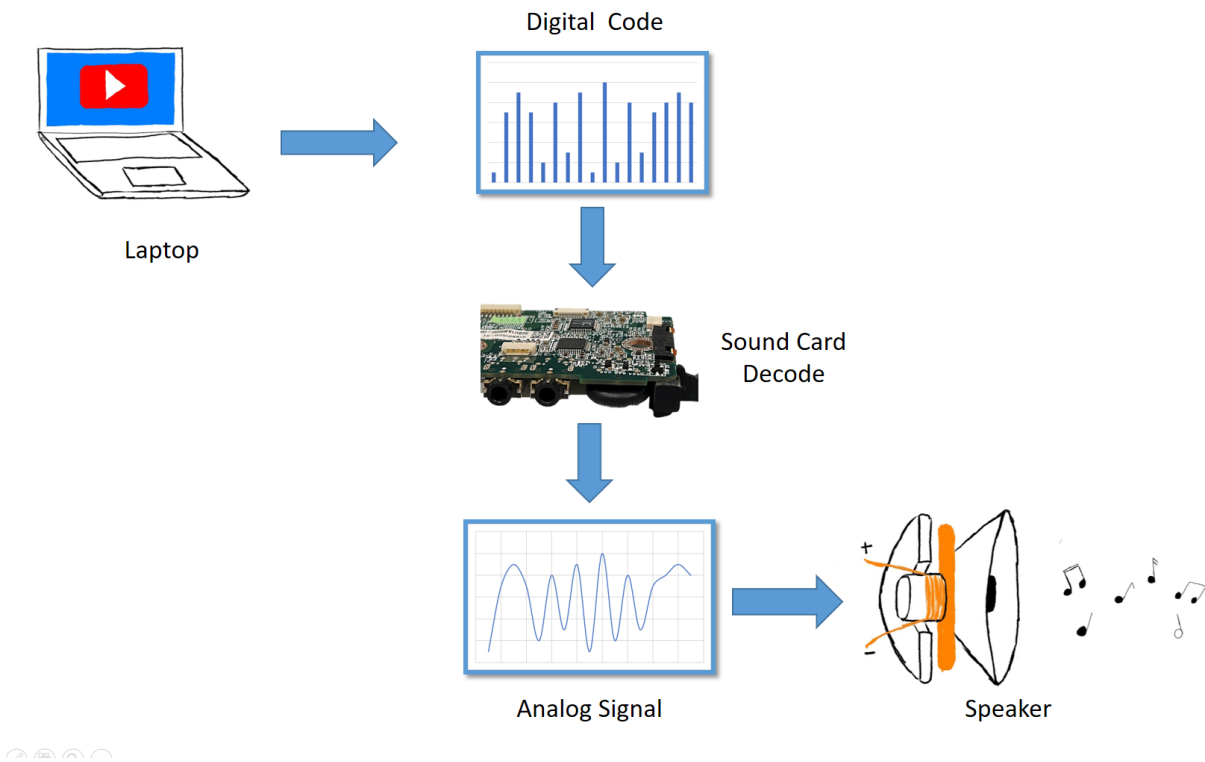 Digital  Code
Laptop
Sound Card
Decode
+
–
Analog Signal
Speaker